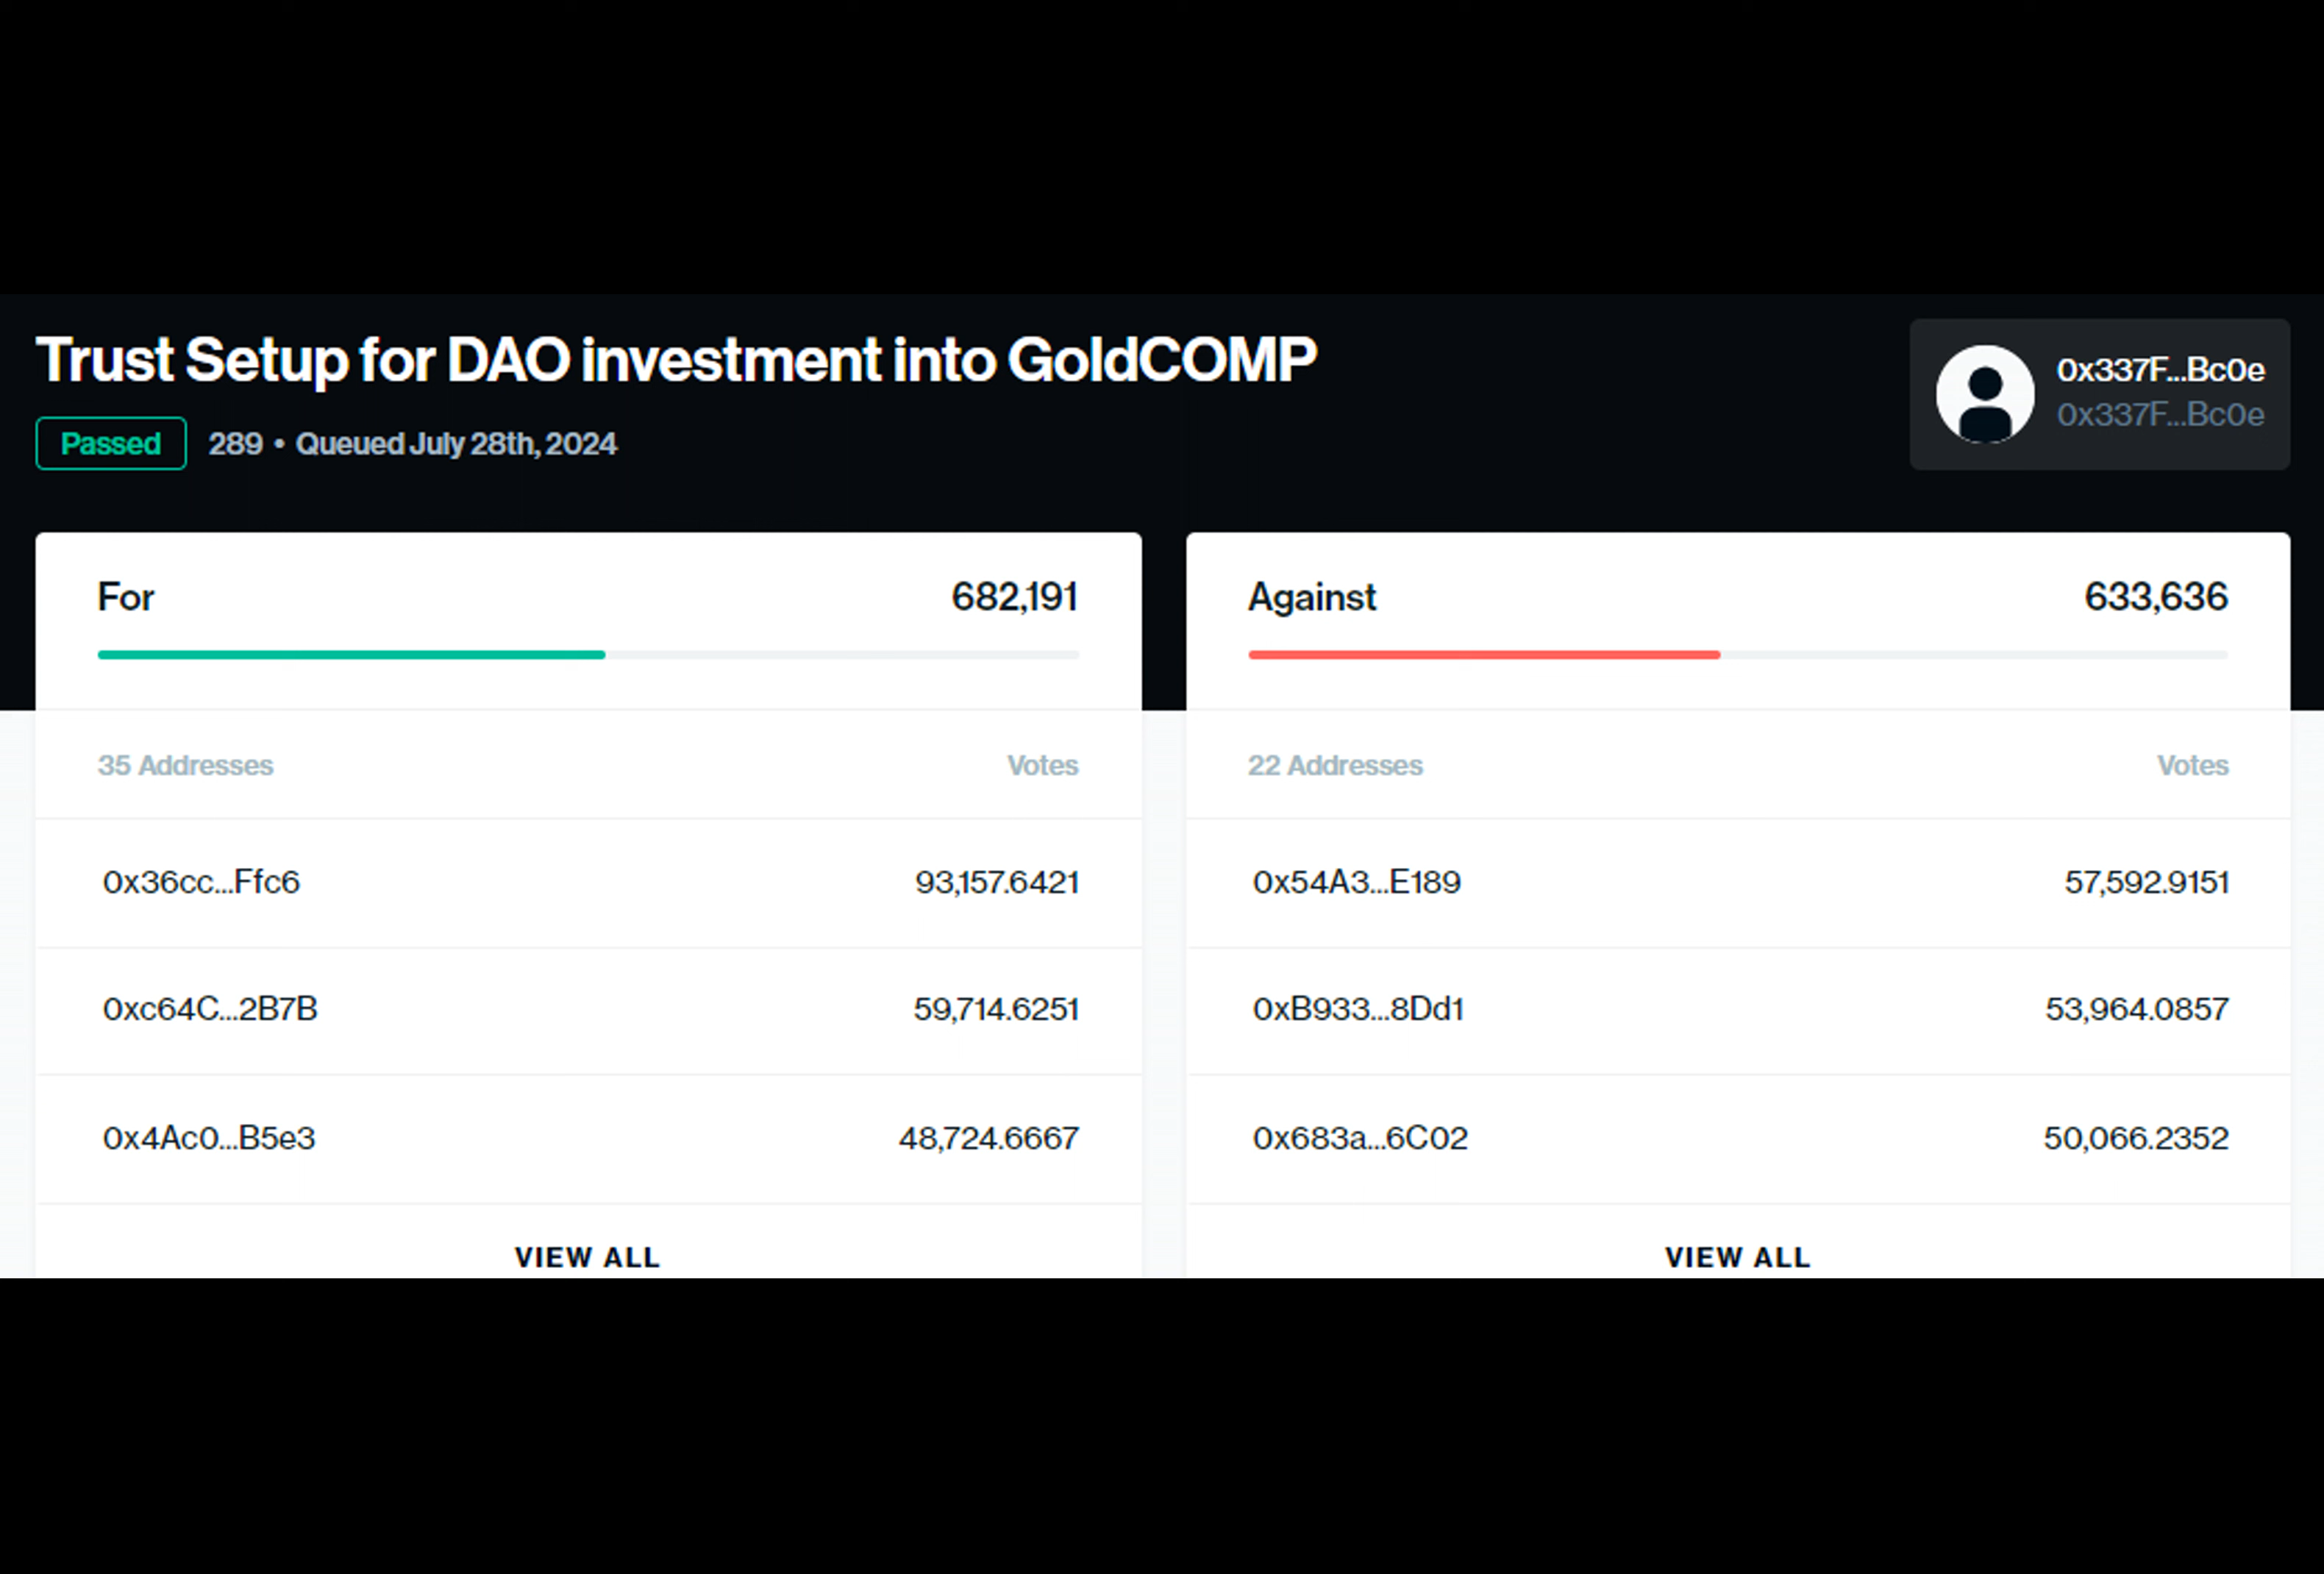 Trust Setup for DAO investment into GoldCOMP
Passed 289 • Queued July 28th, 2024
0x337F...Bc0e
0x337F...Bc0e
For 682,191
35 Addresses Votes
0x36cc...Ffc6 93,157.6421
0xc64C...2B7B 59,714.6251
0x4Ac0...B5e3 48,724.6667
VIEW ALL
Against 633,636
22 Addresses Votes
0x54A3...E189 57,592.9151
0xB933...8Dd1 53,964.0857
0x683a...6C02 50,066.2352
VIEW ALL